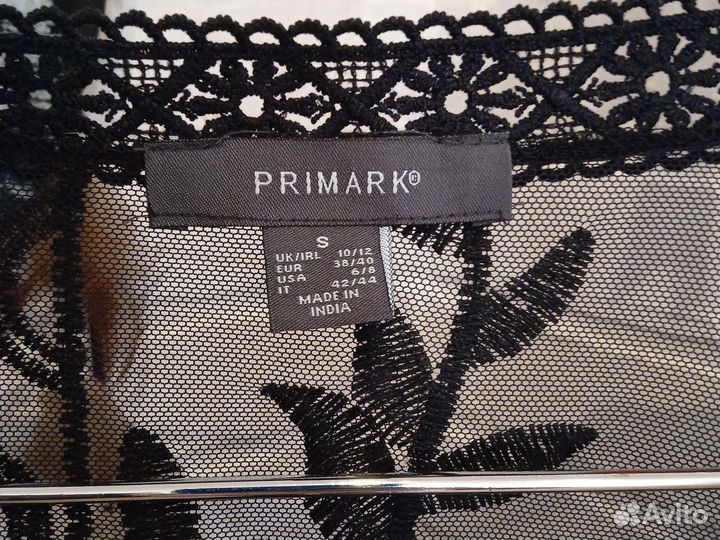 PRIMARK®
S
UK/IRL 10/12
EUR 38/40
USA 6/8
IT 42/44
MADE IN
INDIA
Avito